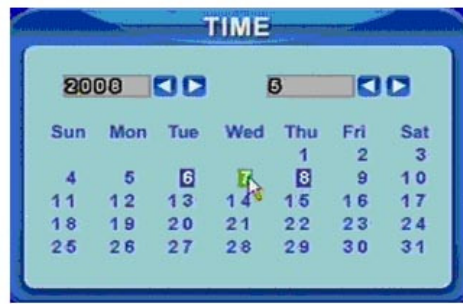 TIME
2008 5
Sun Mon Tue Wed Thu Fri Sat
1 2 3
4 5 6 7 8 9 10
11 12 13 14 15 16 17
18 19 20 21 22 23 24
25 26 27 28 29 30 31